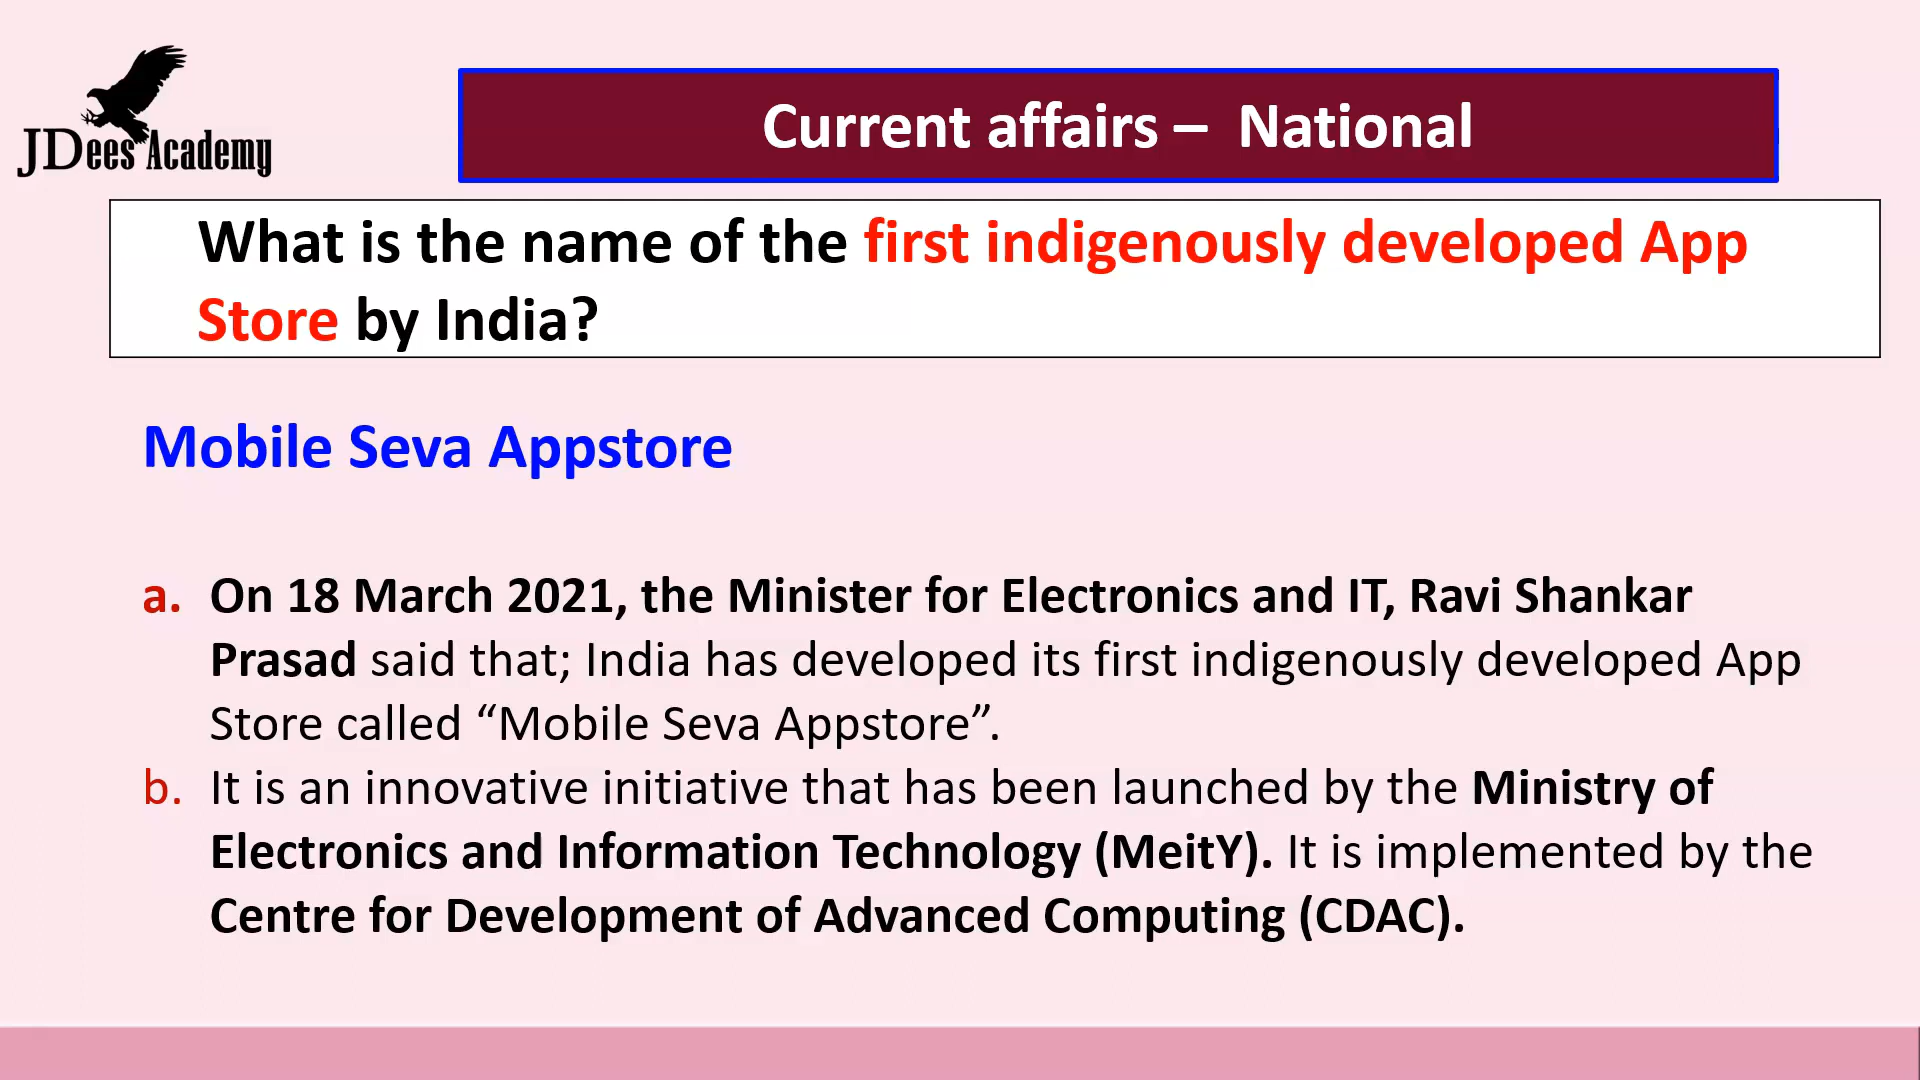 JDees Academy
Current affairs – National
What is the name of the first indigenously developed App
Store by India?
Mobile Seva Appstore
a. On 18 March 2021, the Minister for Electronics and IT, Ravi Shankar
Prasad said that; India has developed its first indigenously developed App
Store called “Mobile Seva Appstore”.
b. It is an innovative initiative that has been launched by the Ministry of
Electronics and Information Technology (MeitY). It is implemented by the
Centre for Development of Advanced Computing (CDAC).